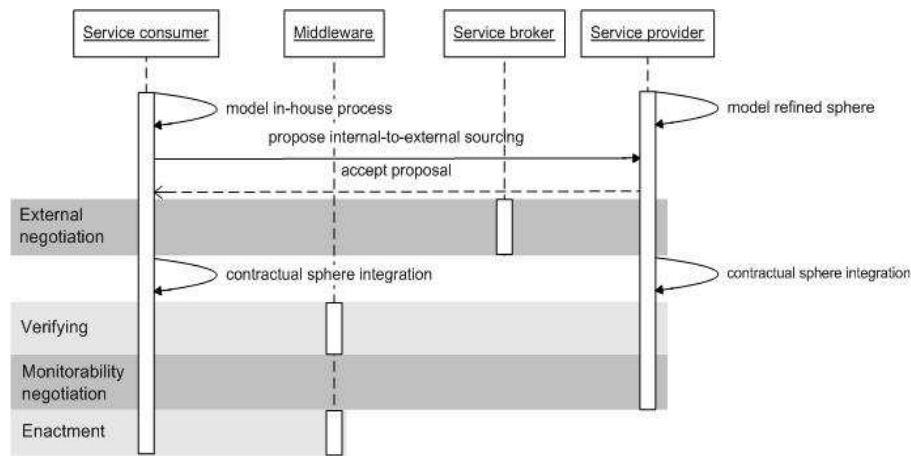 Service consumer
Middleware
Service broker
Service provider
model in-house process
model refined sphere
propose internal-to-external sourcing
accept proposal
External
negotiation
contractual sphere integration
contractual sphere integration
Verifying
Monitorability
negotiation
Enactment